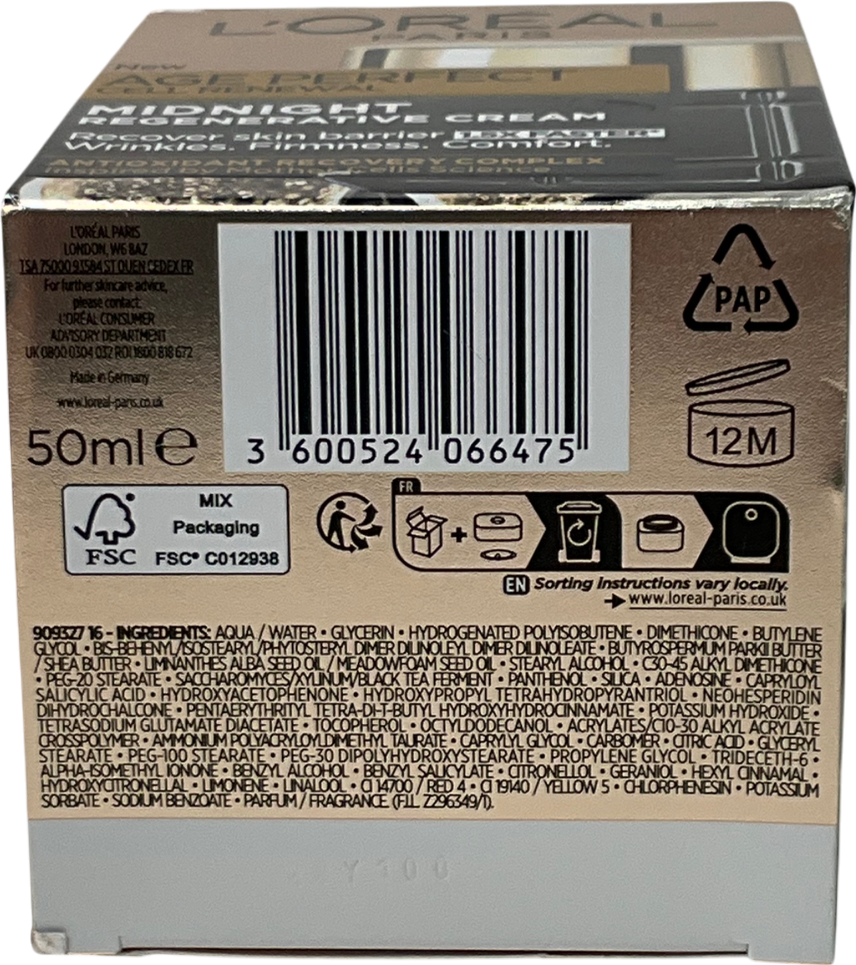 L'ORÉAL
PARIS
New
AGE PERFECT
CELL RENEWAL
MIDNIGHT
REGENERATIVE CREAM
Recover skin barrier 1.5X FASTER*
Wrinkles. Firmness. Comfort.
ANTIOXIDANT RECOVERY COMPLEX
Science
L'ORÉAL PARIS
LONDON, W6 8AZ
TSA 75000 93584 ST OUEN CEDEX FR
For further skincare advice,
please contact:
L'ORÉAL CONSUMER
ADVISORY DEPARTMENT
UK 0800 0304 032 ROI 1800 818 672
Made in Germany
www.loreal-paris.co.uk
50ml e
3 600524 066475
PAP
12M
FSC
MIX
Packaging
FSC® C012938
FR
+
EN Sorting instructions vary locally.
www.loreal-paris.co.uk
909327 16 - INGREDIENTS: AQUA / WATER • GLYCERIN • HYDROGENATED POLYISOBUTENE • DIMETHICONE • BUTYLENE
GLYCOL • BIS-BEHENYL/ISOSTEARYL/PHYTOSTERYL DIMER DILINOLEYL DIMER DILINOLEATE • BUTYROSPERMUM PARKII BUTTER
/ SHEA BUTTER • LIMNANTHES ALBA SEED OIL / MEADOWFOAM SEED OIL • STEARYL ALCOHOL • C30-45 ALKYL DIMETHICONE
• PEG-20 STEARATE • SACCHAROMYCES/XYLINUM/BLACK TEA FERMENT • PANTHENOL • SILICA • ADENOSINE • CAPRYLOYL
SALICYLIC ACID • HYDROXYACETOPHENONE • HYDROXYPROPYL TETRAHYDROPYRANTRIOL • NEOHESPERIDIN
DIHYDROCHALCONE • PENTAERYTHRITYL TETRA-DI-T-BUTYL HYDROXYHYDROCINNAMATE • POTASSIUM HYDROXIDE •
TETRASODIUM GLUTAMATE DIACETATE • TOCOPHEROL • OCTYLDODECANOL • ACRYLATES/C10-30 ALKYL ACRYLATE
CROSSPOLYMER • AMMONIUM POLYACRYLOYLDIMETHYL TAURATE • CAPRYLYL GLYCOL • CARBOMER • CITRIC ACID • GLYCERYL
STEARATE • PEG-100 STEARATE • PEG-30 DIPOLYHYDROXYSTEARATE • PROPYLENE GLYCOL • TRIDECETH-6 •
ALPHA-ISOMETHYL IONONE • BENZYL ALCOHOL • BENZYL SALICYLATE • CITRONELLOL • GERANIOL • HEXYL CINNAMAL •
HYDROXYCITRONELLAL • LIMONENE • LINALOOL • CI 14700 / RED 4 • CI 19140 / YELLOW 5 • CHLORPHENESIN • POTASSIUM
SORBATE • SODIUM BENZOATE • PARFUM / FRAGRANCE (F.I.L. Z296349/1).
Y100